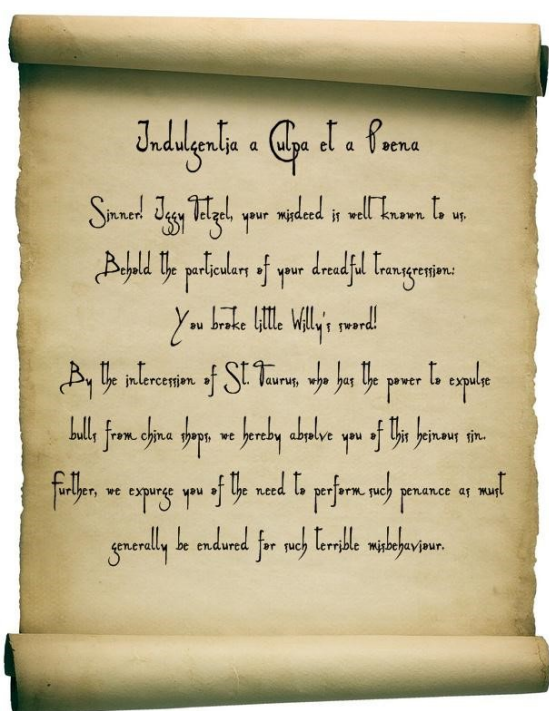 Indulgentia a Culpa et a Poena
Sinner! Iggy Tetzel, your misdeed is well known to us.
Behold the particulars of your dreadful transgression:
You broke little Willy's sword!
By the intercession of St. Taurus, who has the power to expulse
bulls from china shops, we hereby absolve you of this heinous sin.
Further, we expurge you of the need to perform such penance as must
generally be endured for such terrible misbehaviour.